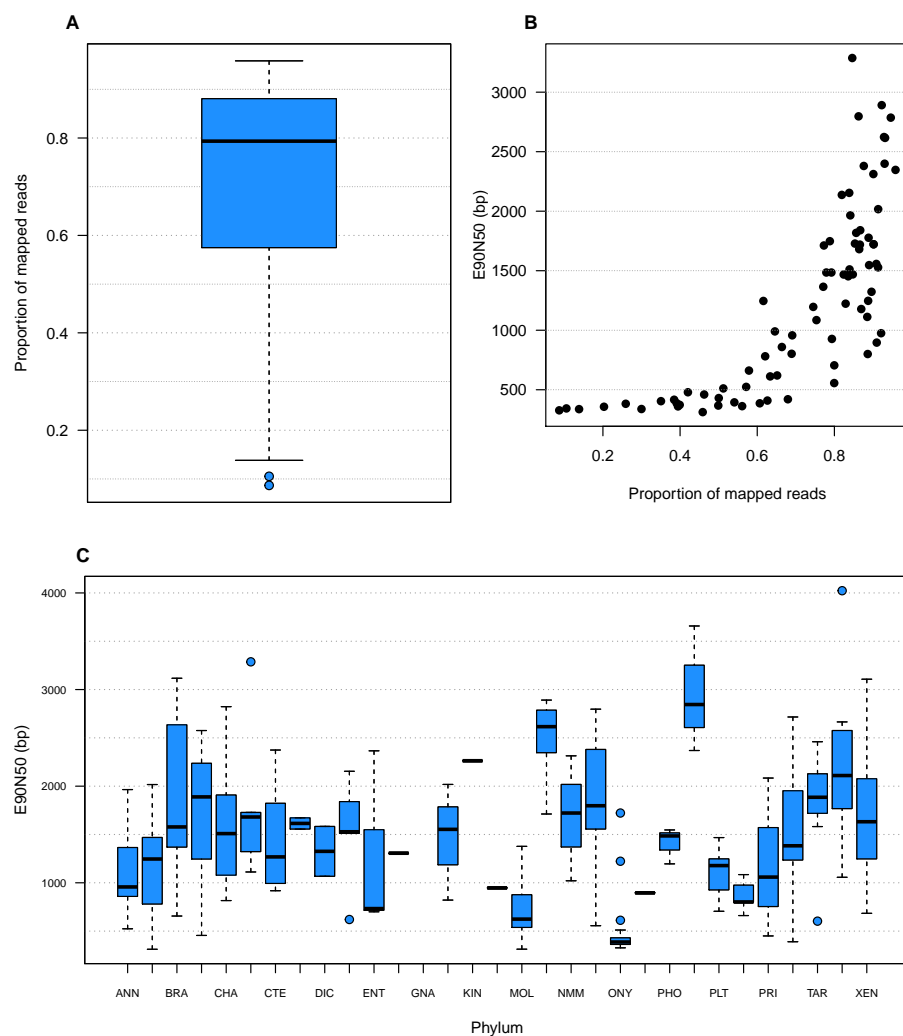 A
Proportion of mapped reads
0.8
0.6
0.4
0.2
B
E90N50 (bp)
3000
2500
2000
1500
1000
500
0.2 0.4 0.6 0.8
Proportion of mapped reads
C
E90N50 (bp)
4000
3000
2000
1000
ANN BRA CHA CTE DIC ENT GNA KIN MOL NMM ONY PHO PLT PRI TAR XEN
Phylum